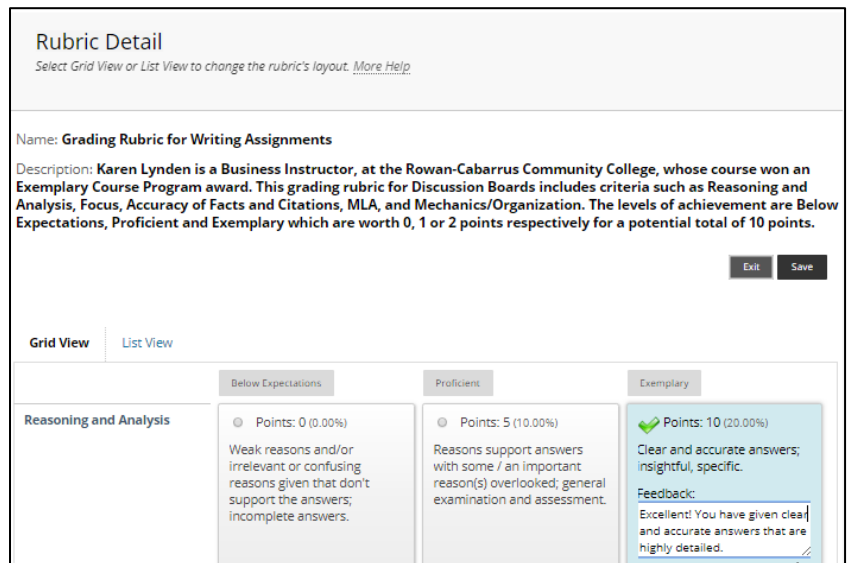 Rubric Detail
Select Grid View or List View to change the rubric's layout. More Help
Name: Grading Rubric for Writing Assignments
Description: Karen Lynden is a Business Instructor, at the Rowan-Cabarrus Community College, whose course won an
Exemplary Course Program award. This grading rubric for Discussion Boards includes criteria such as Reasoning and
Analysis, Focus, Accuracy of Facts and Citations, MLA, and Mechanics/Organization. The levels of achievement are Below
Expectations, Proficient and Exemplary which are worth 0, 1 or 2 points respectively for a potential total of 10 points.
Exit Save
Grid View List View
Below Expectations Proficient Exemplary
Reasoning and Analysis
Points: 0 (0.00%)
Weak reasons and/or
irrelevant or confusing
reasons given that don't
support the answers;
incomplete answers.
Points: 5 (10.00%)
Reasons support answers
with some / an important
reason(s) overlooked; general
examination and assessment.
Points: 10 (20.00%)
Clear and accurate answers;
insightful, specific.
Feedback:
Excellent! You have given clear
and accurate answers that are
highly detailed.